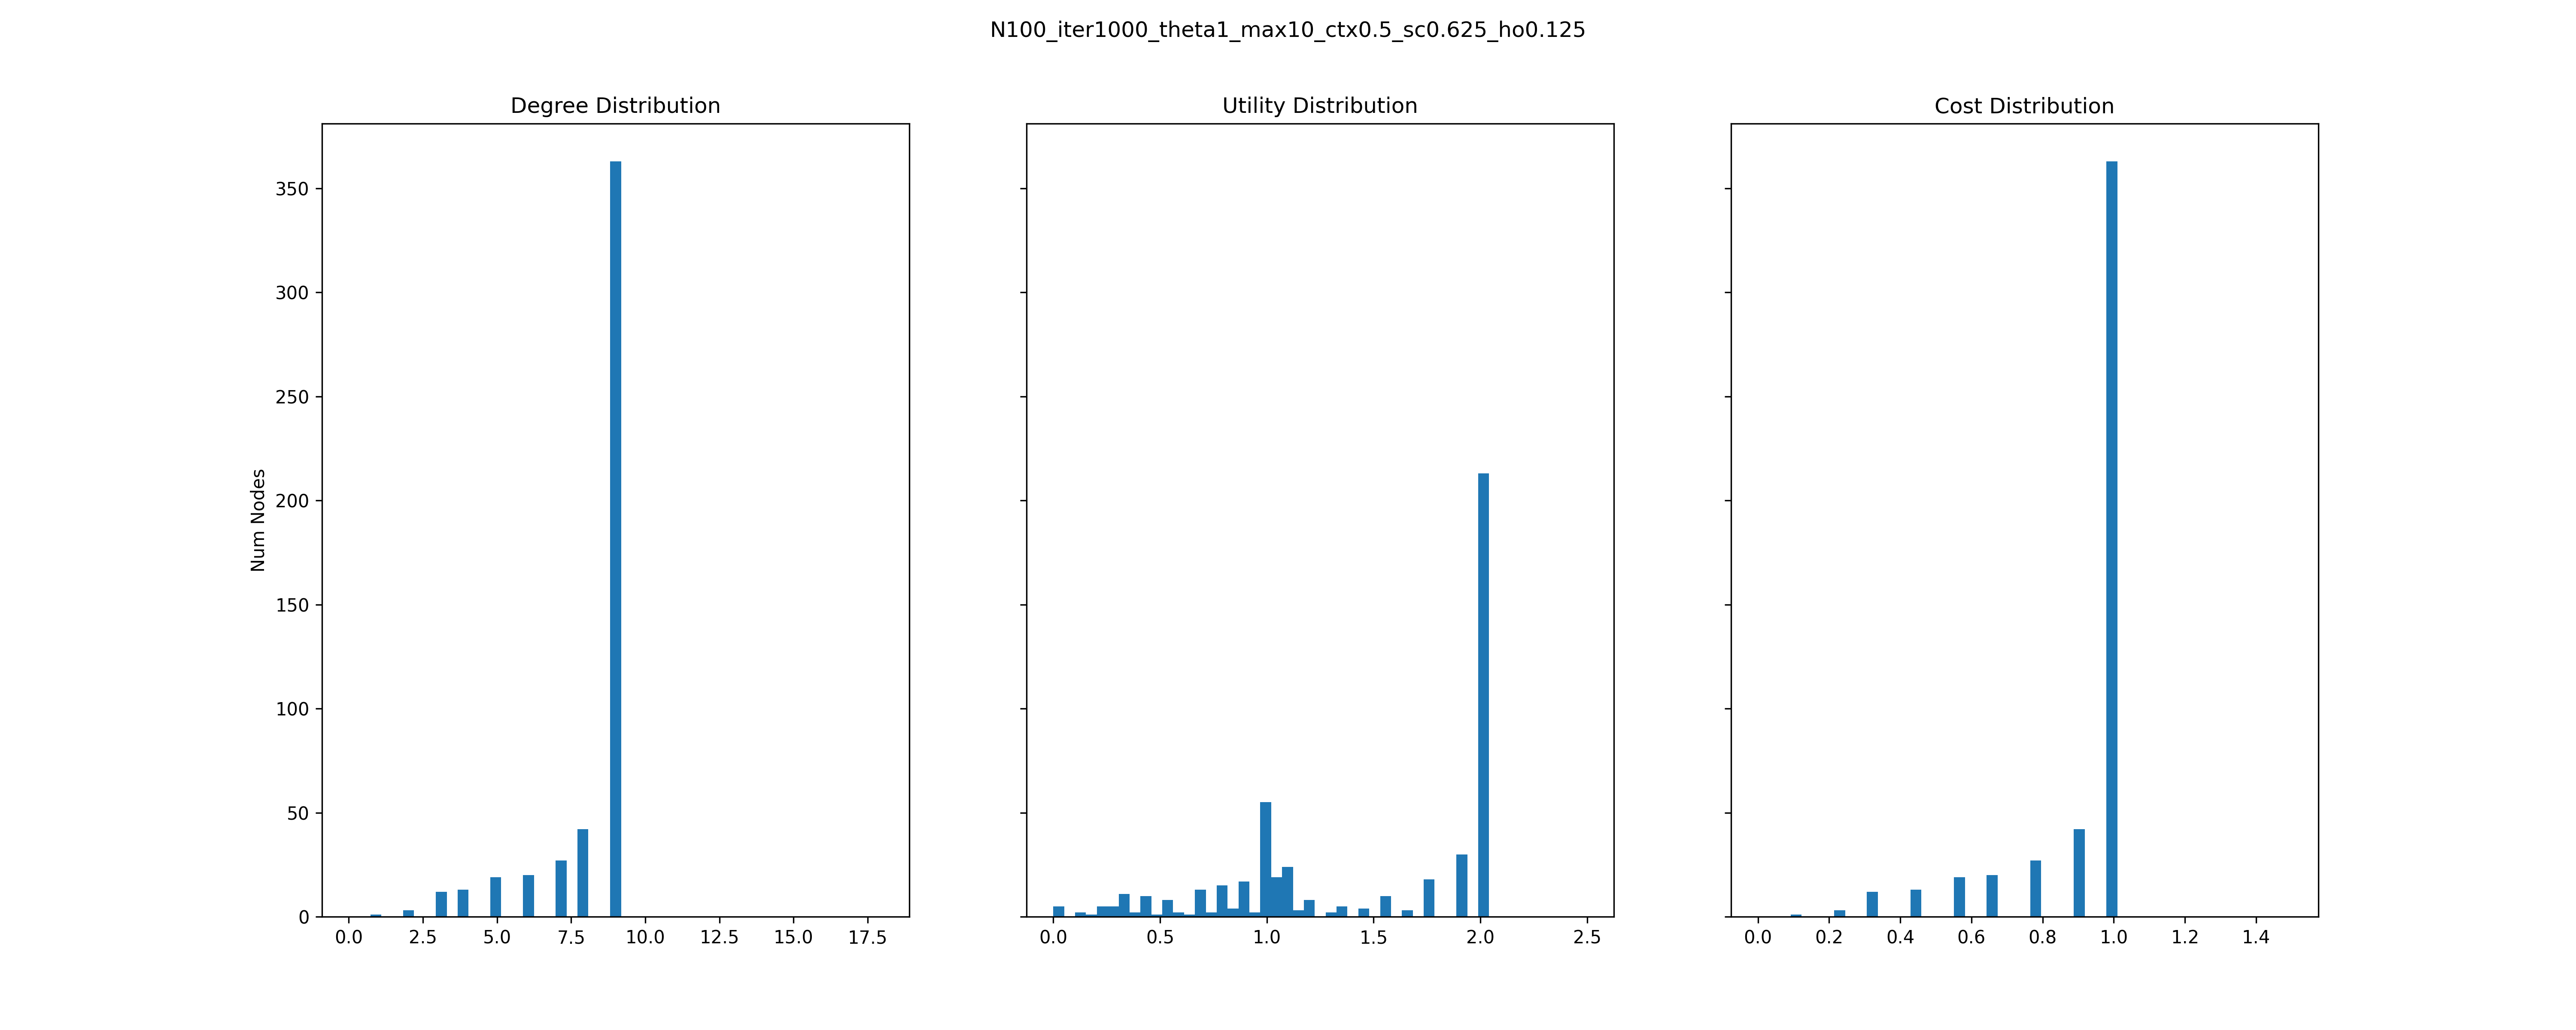 N100_iter1000_theta1_max10_ctx0.5_sc0.625_ho0.125
Degree Distribution
Utility Distribution
Cost Distribution
Num Nodes
350
300
250
200
150
100
50
0
0.0 2.5 5.0 7.5 10.0 12.5 15.0 17.5
0.0 0.5 1.0 1.5 2.0 2.5
0.0 0.2 0.4 0.6 0.8 1.0 1.2 1.4